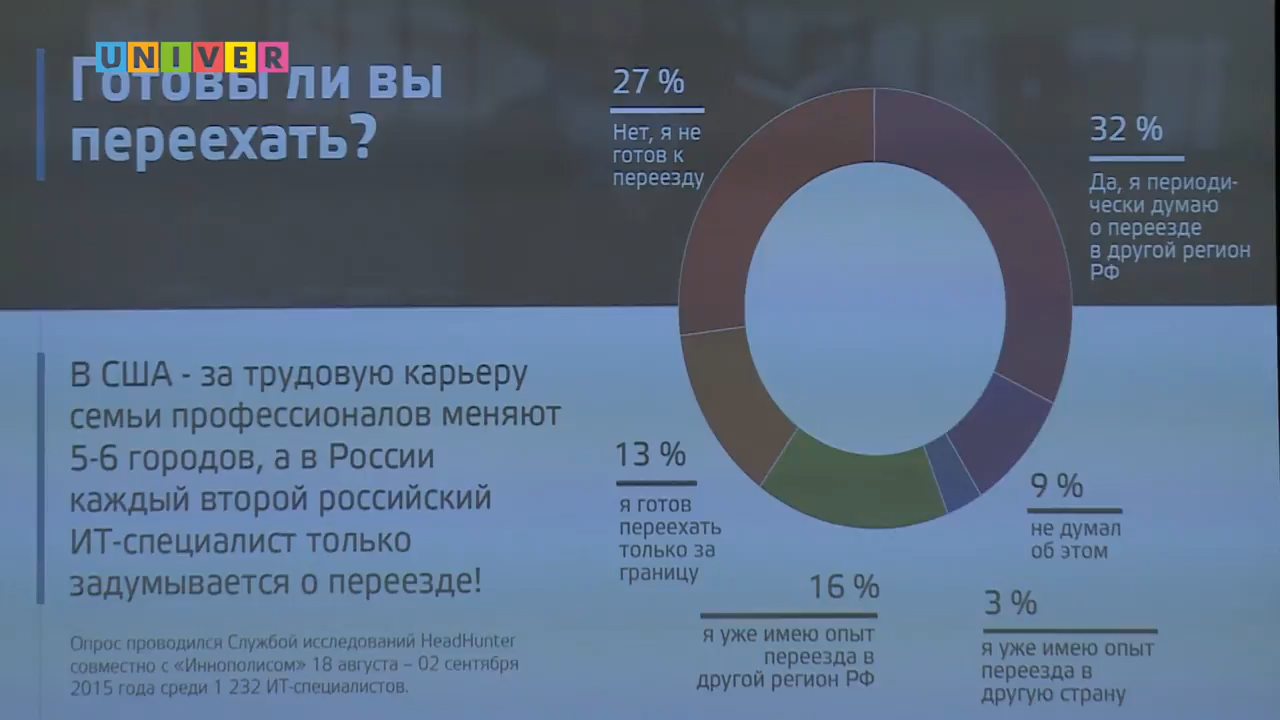 UNIVER
Готовы ли вы
переехать?
27 %
Нет, я не
готов к
переезду
32 %
Да, я периоди-
чески думаю
о переезде
в другой регион
РФ
В США - за трудовую карьеру
семьи профессионалов меняют
5-6 городов, а в России
каждый второй российский
ИТ-специалист только
задумывается о переезде!
13 %
я готов
переехать
только за
границу
9 %
не думал
об этом
16 %
я уже имею опыт
переезда в
другой регион РФ
3 %
я уже имею опыт
переезда в
другую страну
Опрос проводился Службой исследований HeadHunter
совместно с «Иннополисом» 18 августа – 02 сентября
2015 года среди 1 232 ИТ-специалистов.